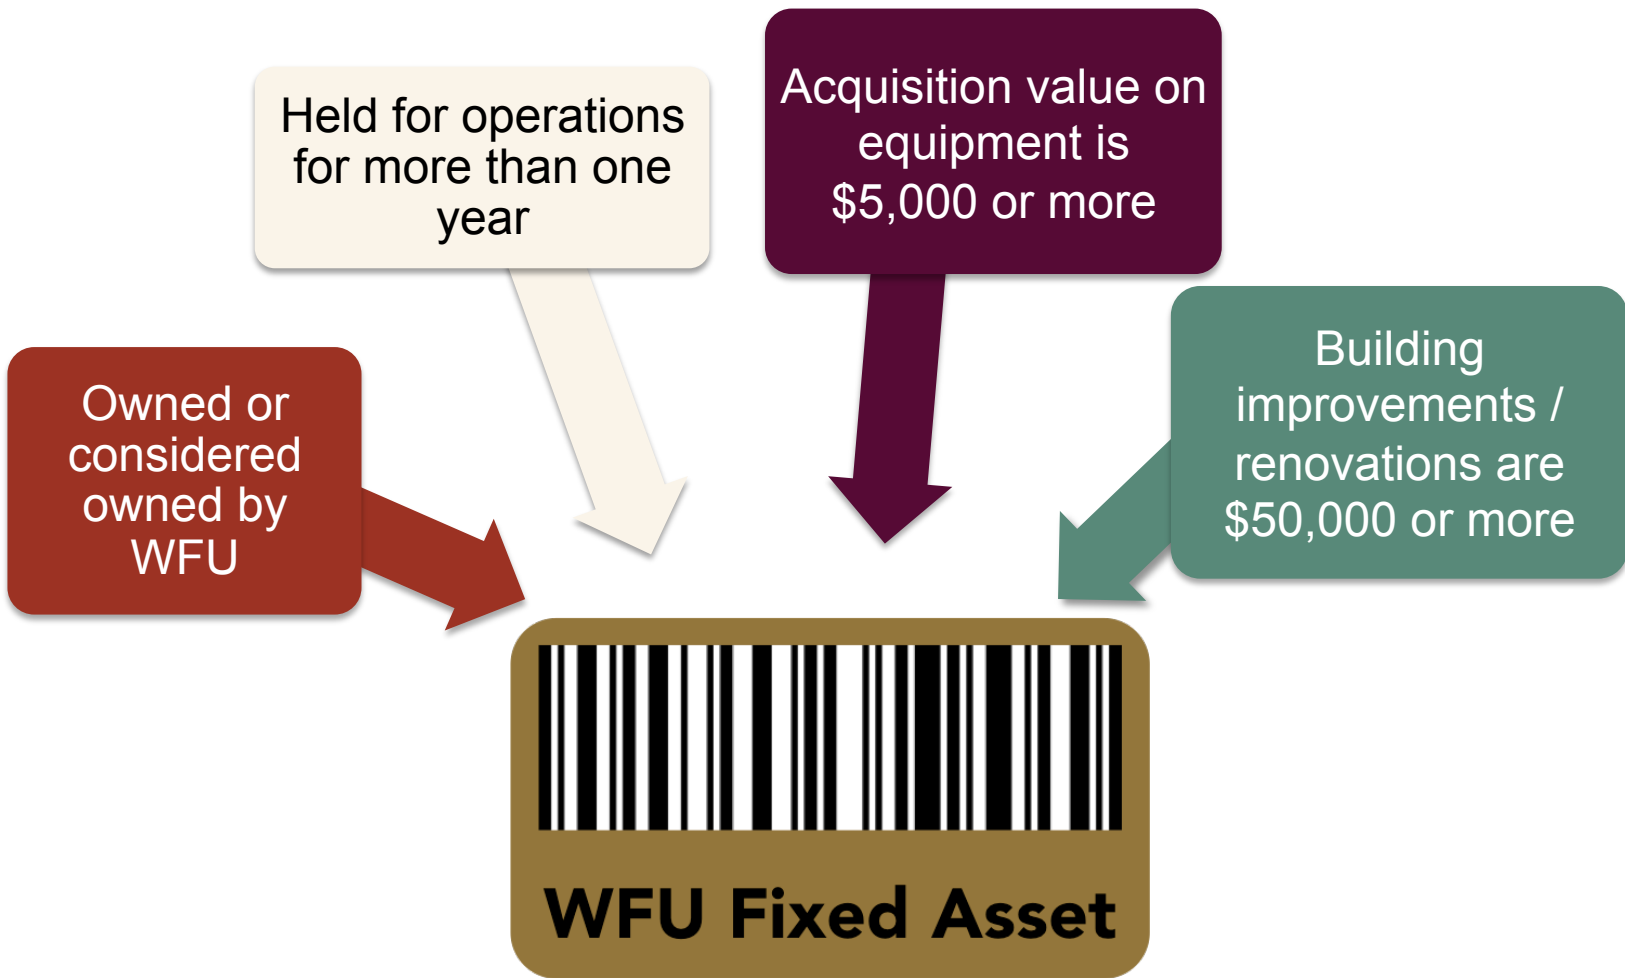 Owned or
considered
owned by
WFU
Held for operations
for more than one
year
Acquisition value on
equipment is
$5,000 or more
Building
improvements /
renovations are
$50,000 or more
WFU Fixed Asset